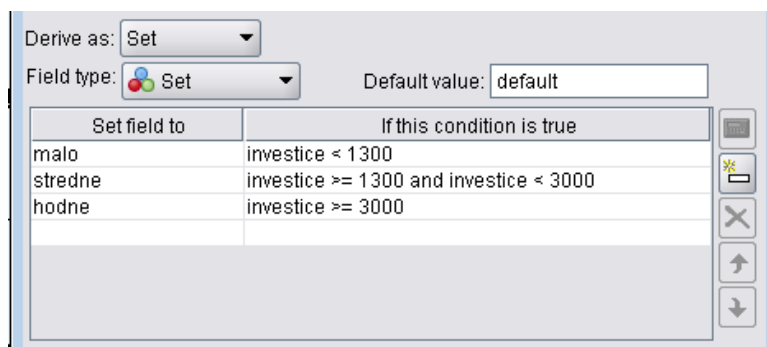 Derive as: Set
Field type: Set Default value: default
Set field to If this condition is true
malo investice < 1300
stredne investice >= 1300 and investice < 3000
hodne investice >= 3000